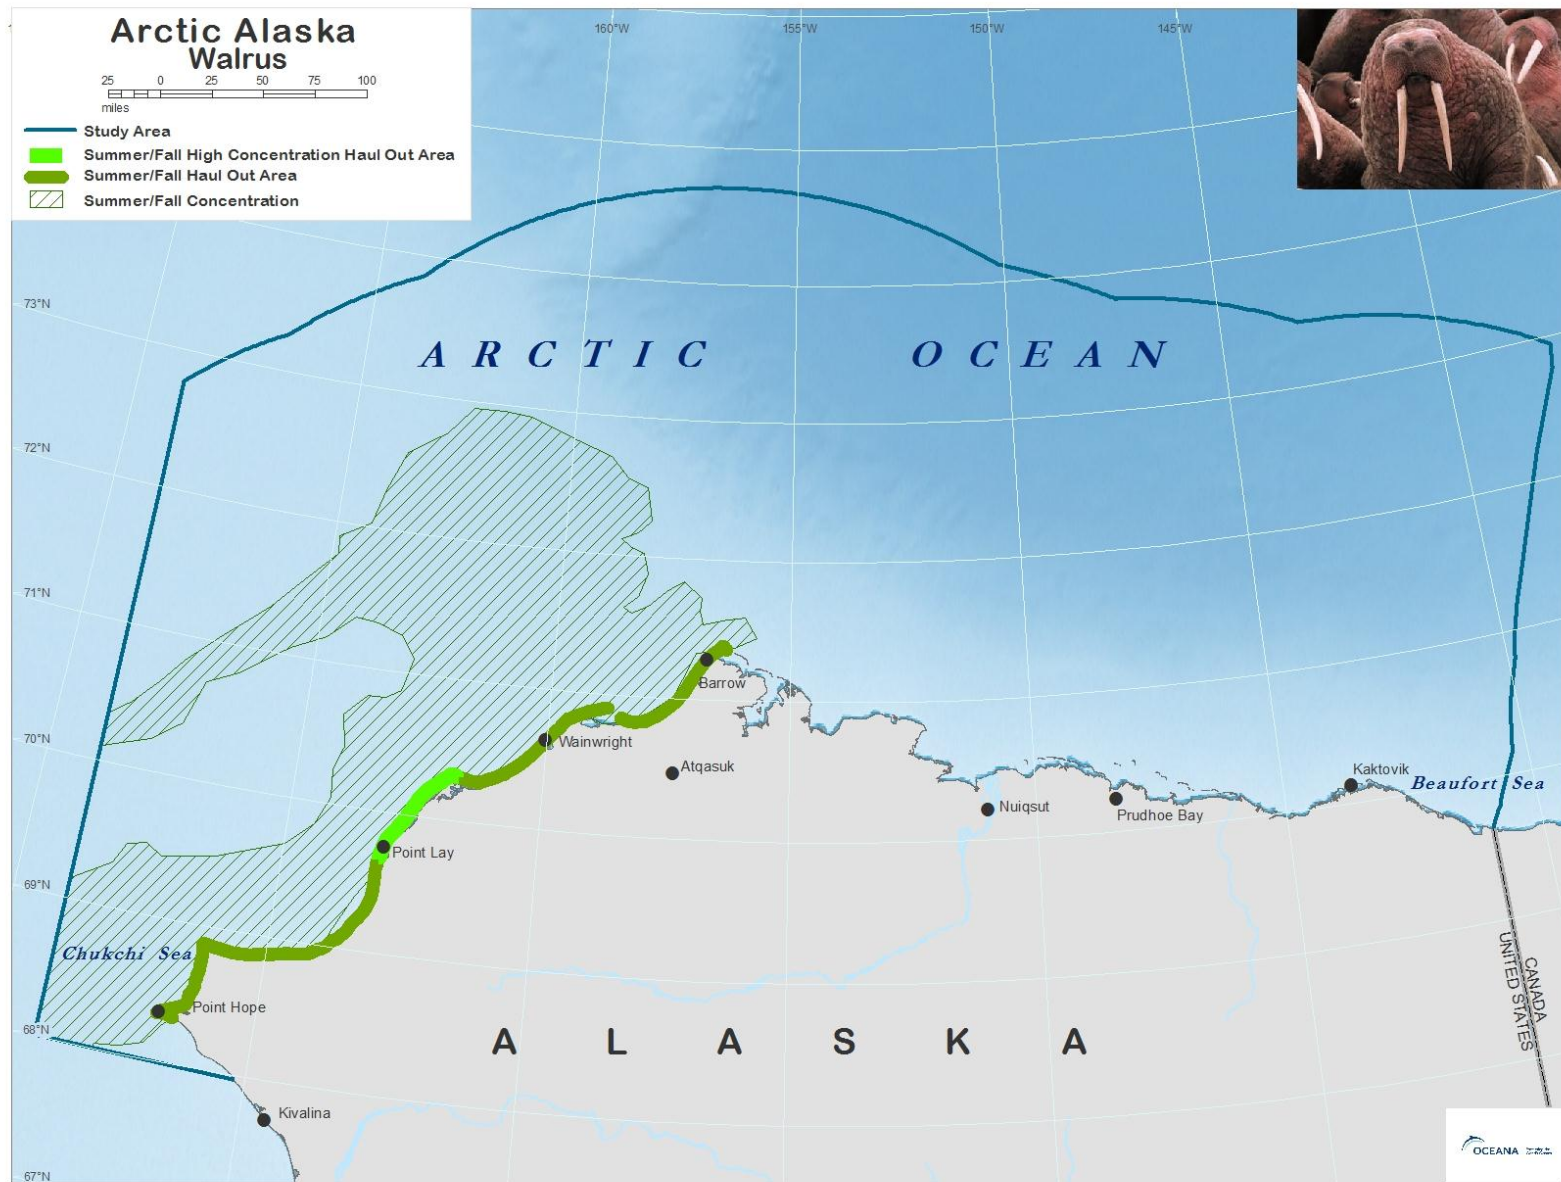 Arctic Alaska
Walrus
25 0 25 50 75 100
miles
Study Area
Summer/Fall High Concentration Haul Out Area
Summer/Fall Haul Out Area
Summer/Fall Concentration
160°W
155°W
150°W
145°W
73°N
72°N
71°N
70°N
69°N
68°N
67°N
ARCTIC OCEAN
Barrow
Wainwright
Atqasuk
Point Lay
Nuiqsut
Prudhoe Bay
Kaktovik
Beaufort Sea
Chukchi Sea
Point Hope
Kivalina
ALASKA
CANADA
UNITED STATES
OCEANA